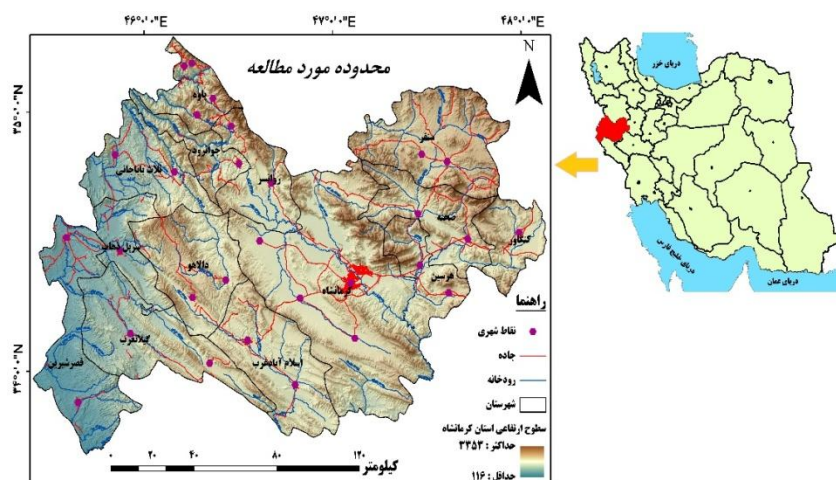 ۴۶°۰'۰"E ۴۷°۰'۰"E ۴۸°۰'۰"E
محدوده مورد مطالعه
N
۳۵°۰'۰"N
۳۴°۰'۰"N
پاوه
جوانرود
ثلاث باباجانی
روانسر
سنقر
صحنه
کنگاور
سرپل ذهاب
دالاهو
کرمانشاه
هرسین
گیلانغرب
قصرشیرین
اسلام آبادغرب
راهنما
نقاط شهری
جاده
رودخانه
شهرستان
سطوح ارتفاعی استان کرمانشاه
حداکثر : ۳۳۵۳
حداقل : ۱۱۶
۰ ۲۰ ۴۰ ۸۰ ۱۲۰
کیلومتر
دریای خزر
دریای خلیج فارس
دریای عمان